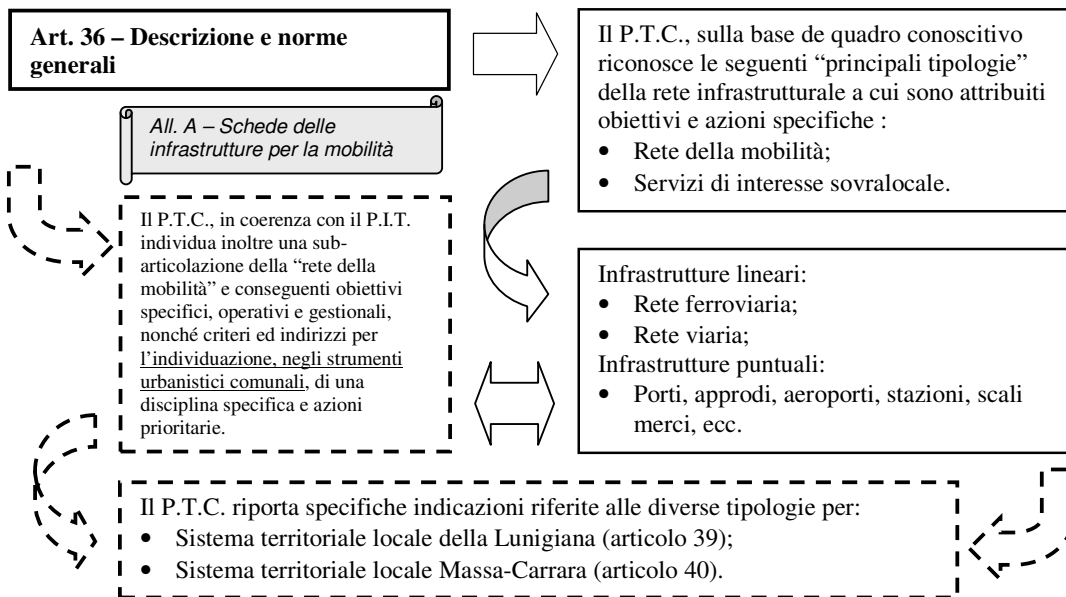 Art. 36 – Descrizione e norme
generali
All. A – Schede delle
infrastrutture per la mobilità
Il P.T.C., sulla base de quadro conoscitivo
riconosce le seguenti “principali tipologie”
della rete infrastrutturale a cui sono attribuiti
obiettivi e azioni specifiche :
• Rete della mobilità;
• Servizi di interesse sovralocale.
Il P.T.C., in coerenza con il P.I.T.
individua inoltre una sub-
articolazione della “rete della
mobilità” e conseguenti obiettivi
specifici, operativi e gestionali,
nonché criteri ed indirizzi per
l’individuazione, negli strumenti
urbanistici comunali, di una
disciplina specifica e azioni
prioritarie.
Infrastrutture lineari:
• Rete ferroviaria;
• Rete viaria;
Infrastrutture puntuali:
• Porti, approdi, aeroporti, stazioni, scali
merci, ecc.
Il P.T.C. riporta specifiche indicazioni riferite alle diverse tipologie per:
• Sistema territoriale locale della Lunigiana (articolo 39);
• Sistema territoriale locale Massa-Carrara (articolo 40).